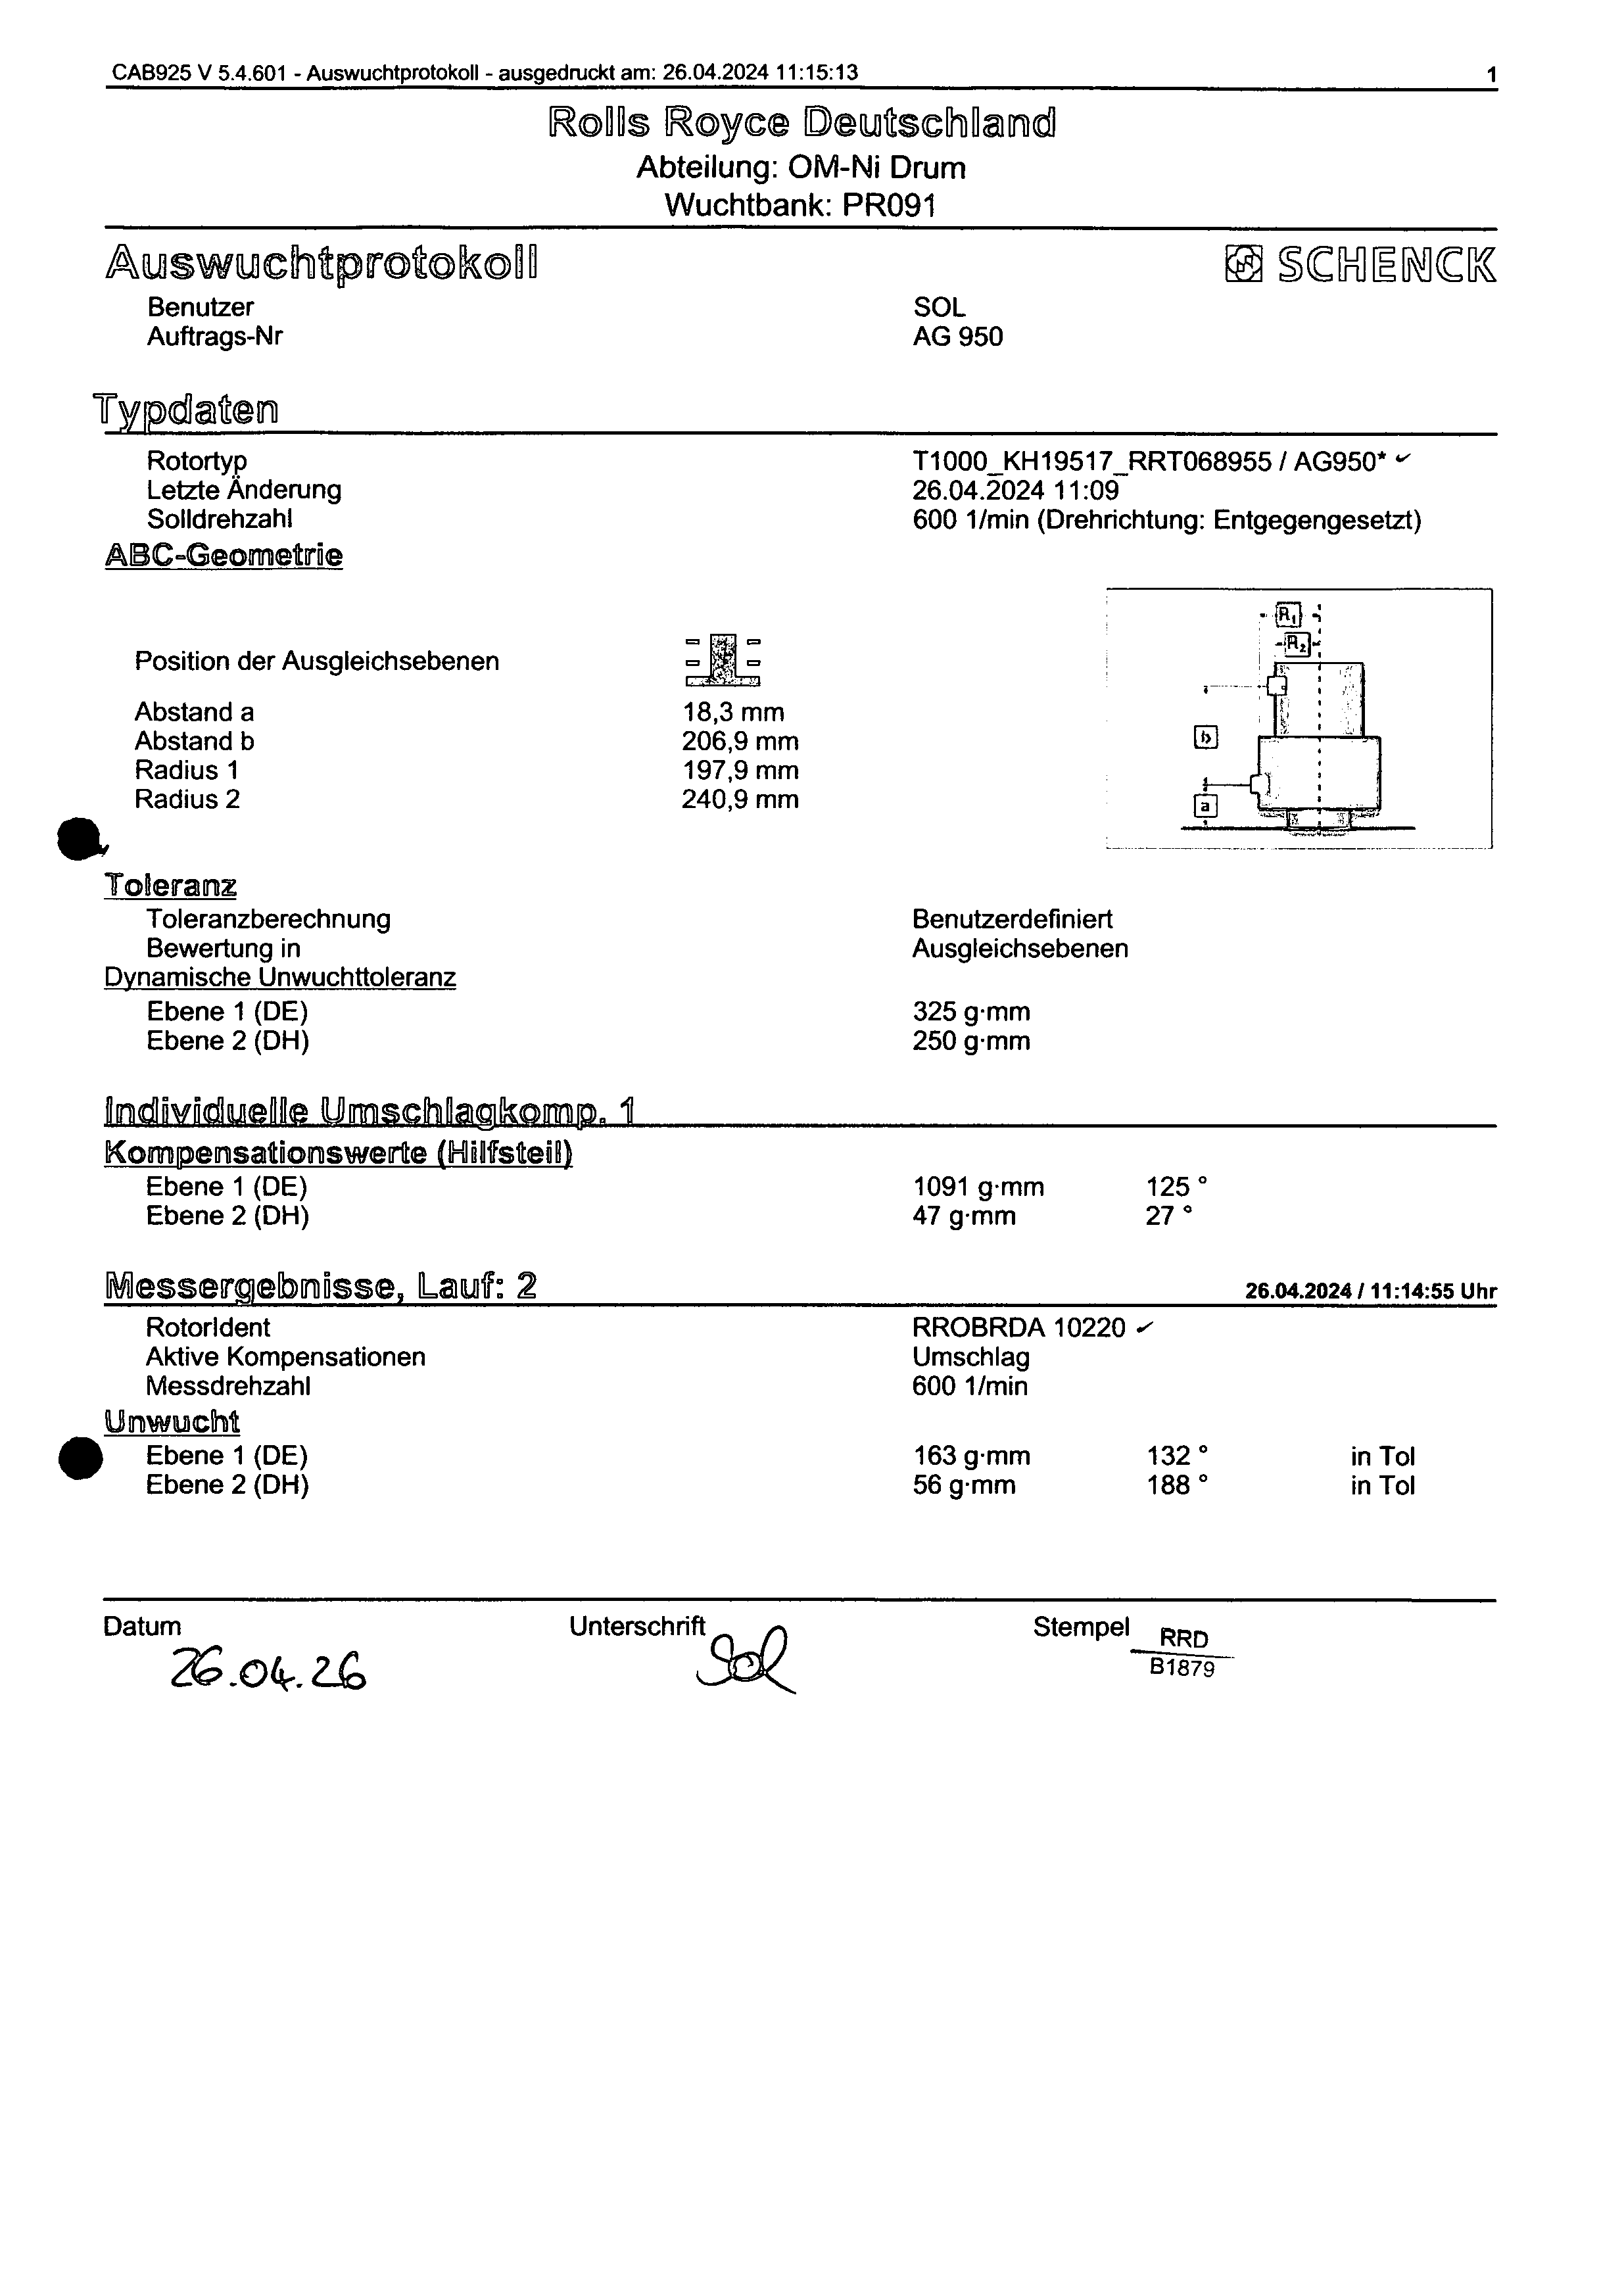 CAB925 V 5.4.601 - Auswuchtprotokoll - ausgedruckt am: 26.04.2024 11:15:13 1
Rolls Royce Deutschland
Abteilung: OM-Ni Drum
Wuchtbank: PR091
Auswuchtprotokoll SCHENCK
Benutzer SOL
Auftrags-Nr AG 950
Typdaten
Rotortyp T1000_KH19517_RRT068955 / AG950* ✓
Letzte Änderung 26.04.2024 11:09
Solldrehzahl 600 1/min (Drehrichtung: Entgegengesetzt)
ABC-Geometrie
R1
R2
b
a
Position der Ausgleichsebenen
Abstand a 18,3 mm
Abstand b 206,9 mm
Radius 1 197,9 mm
Radius 2 240,9 mm
Toleranz
Toleranzberechnung Benutzerdefiniert
Bewertung in Ausgleichsebenen
Dynamische Unwuchttoleranz
Ebene 1 (DE) 325 g·mm
Ebene 2 (DH) 250 g·mm
Individuelle Umschlagkomp. 1
Kompensationswerte (Hilfsteil)
Ebene 1 (DE) 1091 g·mm 125 °
Ebene 2 (DH) 47 g·mm 27 °
Messergebnisse, Lauf: 2 26.04.2024 / 11:14:55 Uhr
RotorIdent RROBRDA 10220 ✓
Aktive Kompensationen Umschlag
Messdrehzahl 600 1/min
Unwucht
Ebene 1 (DE) 163 g·mm 132 ° in Tol
Ebene 2 (DH) 56 g·mm 188 ° in Tol
Datum Unterschrift Stempel RRD
26.04.26 Sol B1879